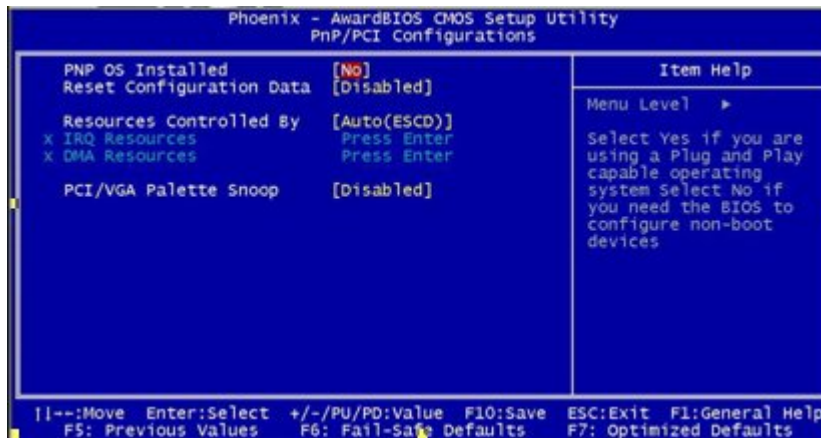 Phoenix - AwardBIOS CMOS Setup Utility
PnP/PCI Configurations
PNP OS Installed [No]
Reset Configuration Data [Disabled]
Resources Controlled By [Auto(ESCD)]
x IRQ Resources Press Enter
x DMA Resources Press Enter
PCI/VGA Palette Snoop [Disabled]
Item Help
Menu Level ►
Select Yes if you are
using a Plug and Play
capable operating
system Select No if
you need the BIOS to
configure non-boot
devices
↑↓→←:Move Enter:Select +/-/PU/PD:Value F10:Save ESC:Exit F1:General Help
F5: Previous Values F6: Fail-Safe Defaults F7: Optimized Defaults